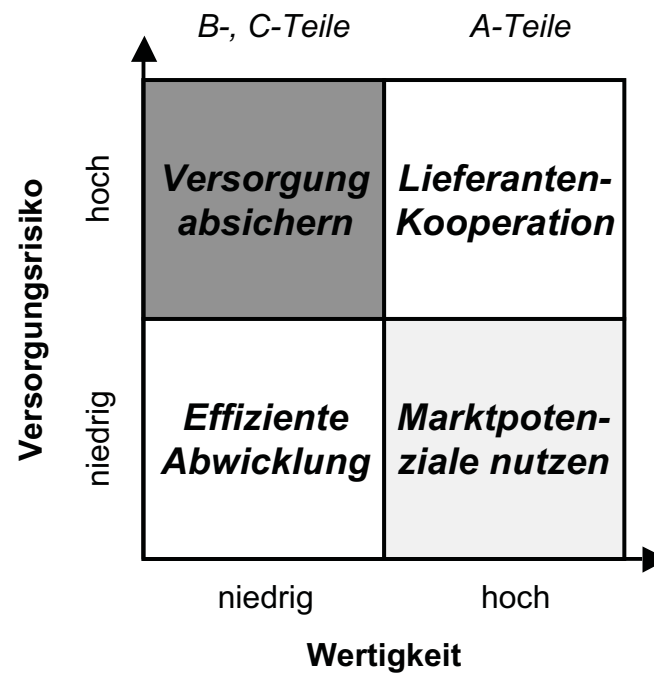 B-, C-Teile
A-Teile
Versorgungsrisiko
hoch
niedrig
Versorgung
absichern
Lieferanten-
Kooperation
Effiziente
Abwicklung
Marktpoten-
ziale nutzen
niedrig
hoch
Wertigkeit